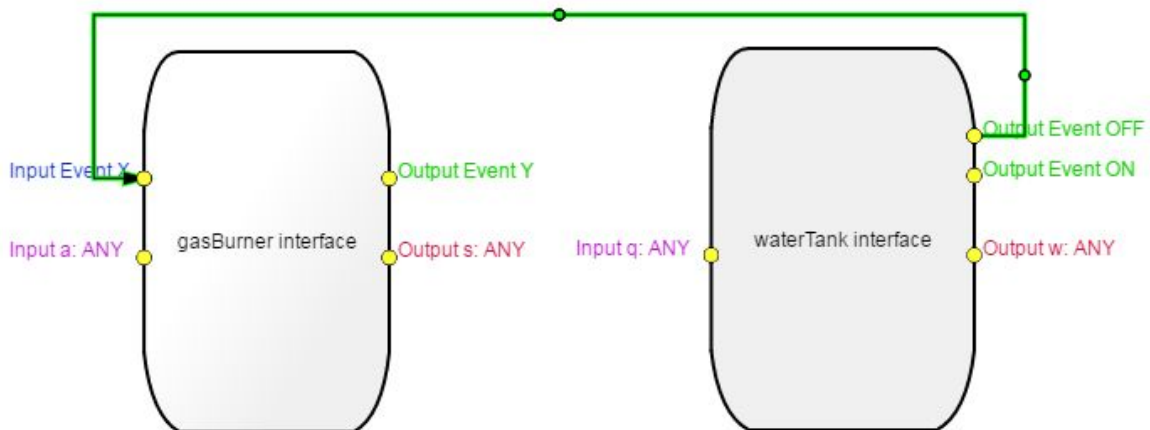 Output Event OFF
Input Event X
Output Event Y
Output Event ON
gasBurner interface
waterTank interface
Input a: ANY
Output s: ANY
Input q: ANY
Output w: ANY